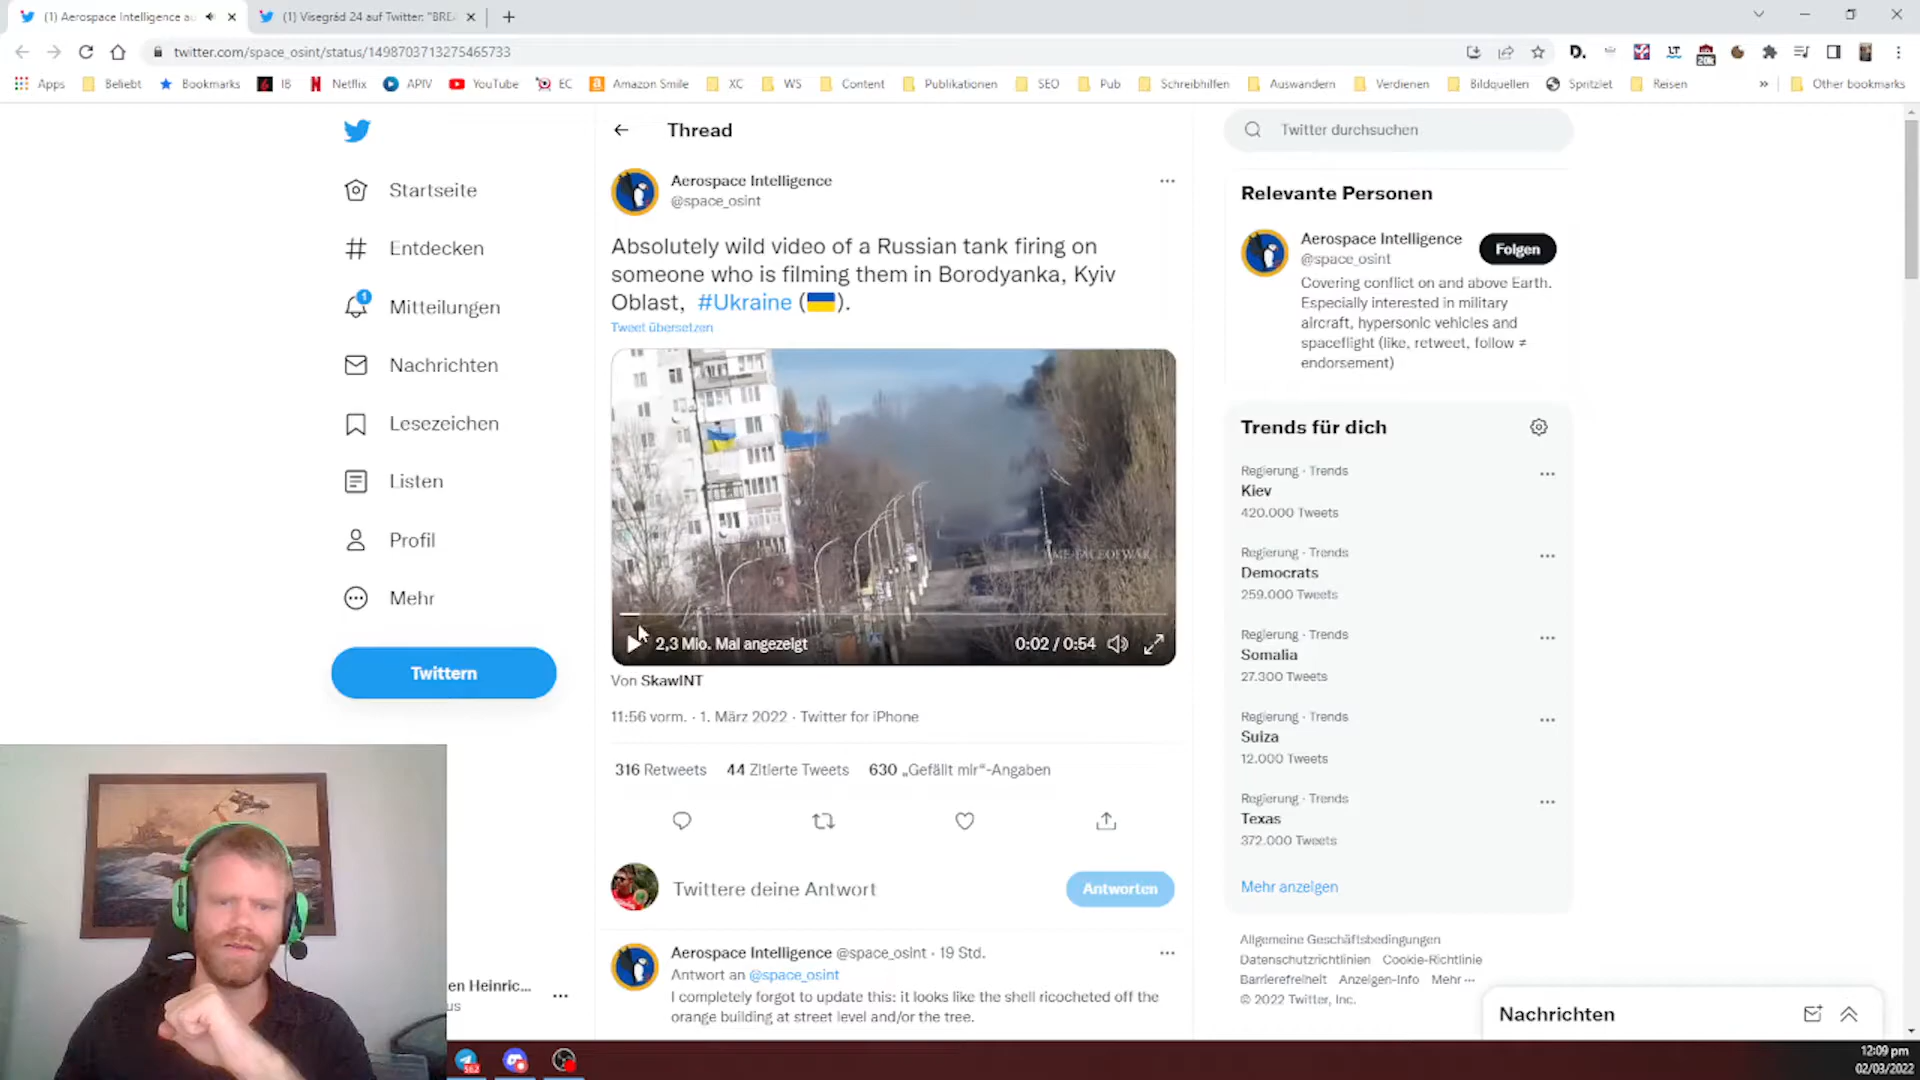 (1) Aerospace Intelligence au
(1) Visegrád 24 auf Twitter: "BREA
twitter.com/space_osint/status/1498703713275465733
Apps
Beliebt
Bookmarks
IB
Netflix
APIV
YouTube
EC
Amazon Smile
XC
WS
Content
Publikationen
SEO
Pub
Schreibhilfen
Auswandern
Verdienen
Bildquellen
Spritziet
Reisen
»
Other bookmarks
Startseite
Entdecken
1
Mitteilungen
Nachrichten
Lesezeichen
Listen
Profil
Mehr
Twittern
Thread
Aerospace Intelligence
@space_osint
Absolutely wild video of a Russian tank firing on
someone who is filming them in Borodyanka, Kyiv
Oblast, #Ukraine (🇺🇦).
Tweet übersetzen
2,3 Mio. Mal angezeigt
0:02 / 0:54
Von SkawINT
11:56 vorm. · 1. März 2022 · Twitter for iPhone
316 Retweets 44 Zitierte Tweets 630 „Gefällt mir“-Angaben
Twittere deine Antwort
Antworten
Aerospace Intelligence @space_osint · 19 Std.
Antwort an @space_osint
I completely forgot to update this: it looks like the shell ricocheted off the
orange building at street level and/or the tree.
Twitter durchsuchen
Relevante Personen
Aerospace Intelligence
@space_osint
Folgen
Covering conflict on and above Earth.
Especially interested in military
aircraft, hypersonic vehicles and
spaceflight (like, retweet, follow ≠
endorsement)
Trends für dich
Regierung · Trends
Kiev
420.000 Tweets
Regierung · Trends
Democrats
259.000 Tweets
Regierung · Trends
Somalia
27.300 Tweets
Regierung · Trends
Suiza
12.000 Tweets
Regierung · Trends
Texas
372.000 Tweets
Mehr anzeigen
Allgemeine Geschäftsbedingungen
Datenschutzrichtlinien Cookie-Richtlinie
Barrierefreiheit Anzeigen-Info Mehr ···
© 2022 Twitter, Inc.
Nachrichten
en Heinric...
us
12:09 pm
02/03/2022